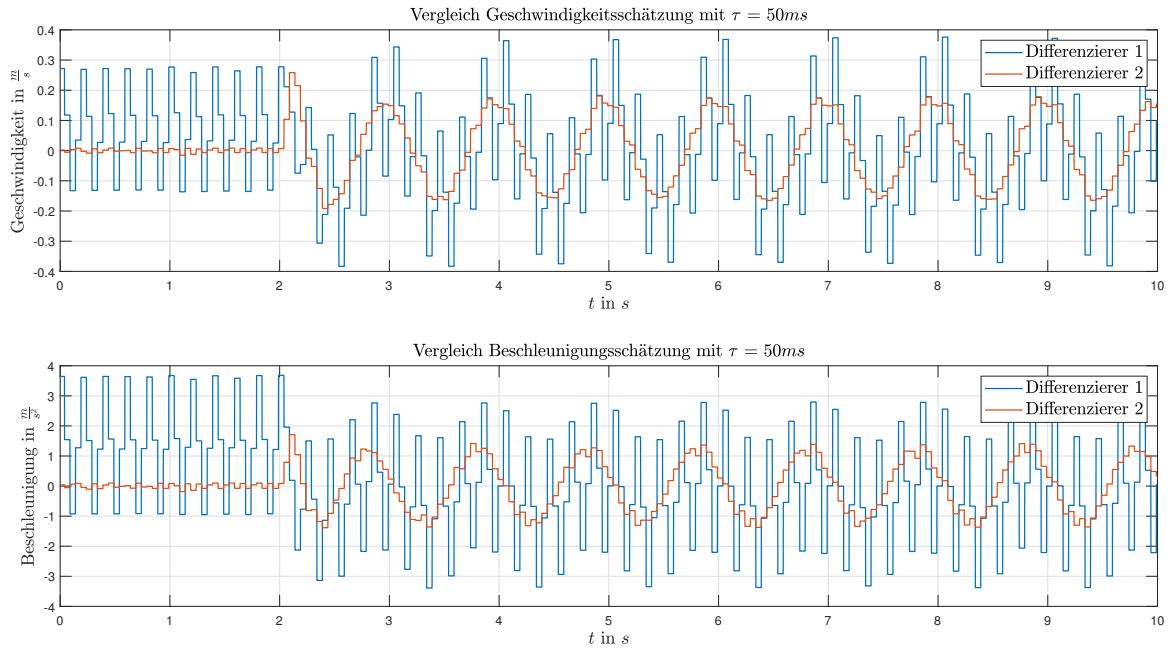 Vergleich Geschwindigkeitsschätzung mit τ = 50ms
Geschwindigkeit in m/s
0.4
0.3
0.2
0.1
0
-0.1
-0.2
-0.3
-0.4
Differenzierer 1
Differenzierer 2
0 1 2 3 4 5 6 7 8 9 10
t in s
Vergleich Beschleunigungsschätzung mit τ = 50ms
Beschleunigung in m/s²
4
3
2
1
0
-1
-2
-3
-4
Differenzierer 1
Differenzierer 2
0 1 2 3 4 5 6 7 8 9 10
t in s